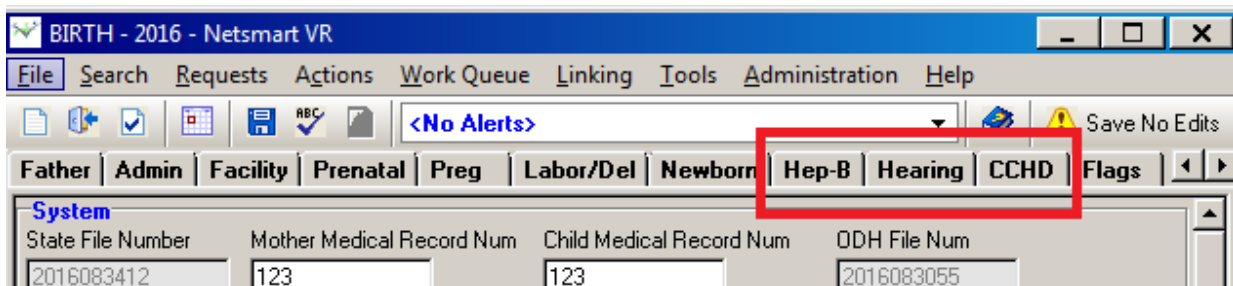 BIRTH - 2016 - Netsmart VR
File Search Requests Actions Work Queue Linking Tools Administration Help
ABC <No Alerts> Save No Edits
Father Admin Facility Prenatal Preg Labor/Del Newborn Hep-B Hearing CCHD Flags
System
State File Number Mother Medical Record Num Child Medical Record Num ODH File Num
2016083412 123 123 2016083055